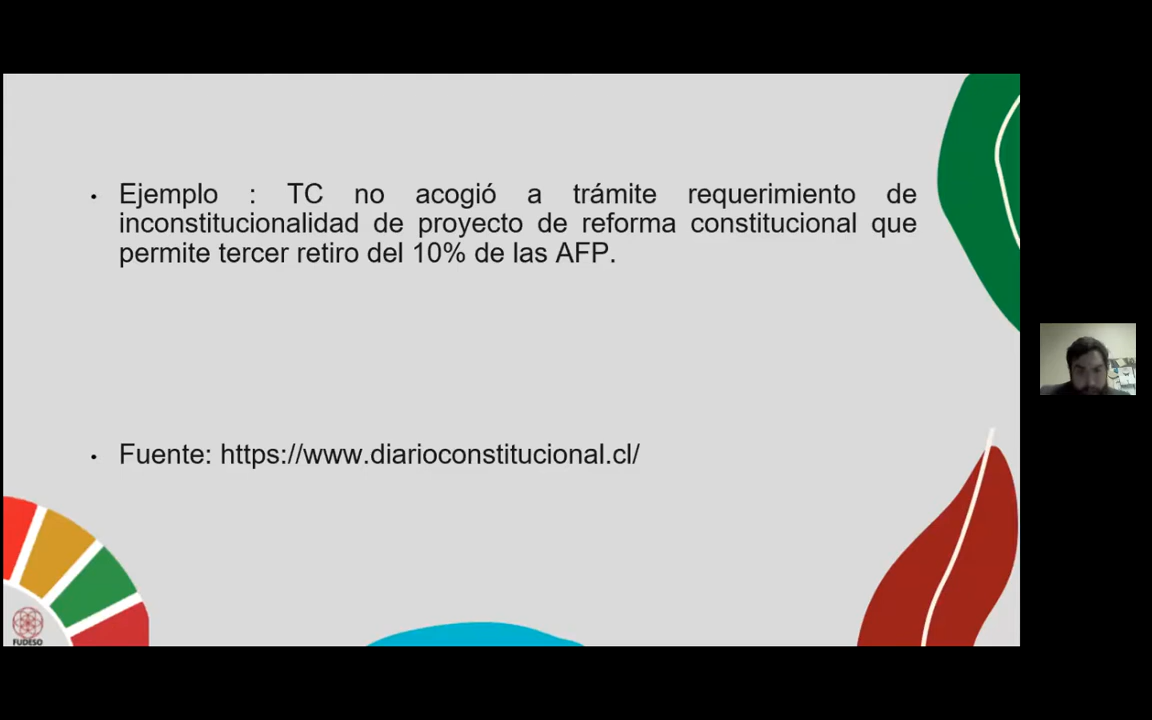 • Ejemplo : TC no acogió a trámite requerimiento de
inconstitucionalidad de proyecto de reforma constitucional que
permite tercer retiro del 10% de las AFP.
• Fuente: https://www.diarioconstitucional.cl/
FUDESO